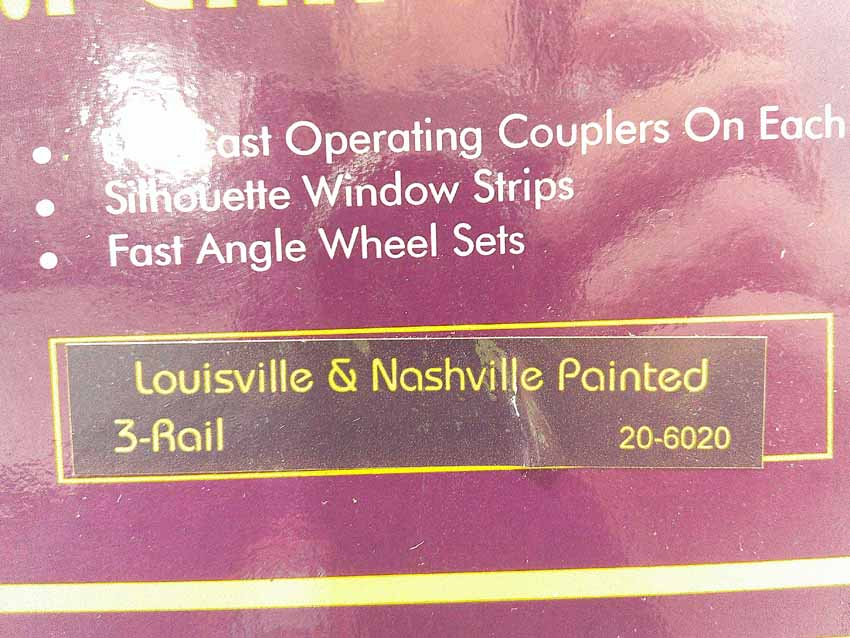 • Cast Operating Couplers On Each
• Silhouette Window Strips
• Fast Angle Wheel Sets
Louisville & Nashville Painted
3-Rail 20-6020